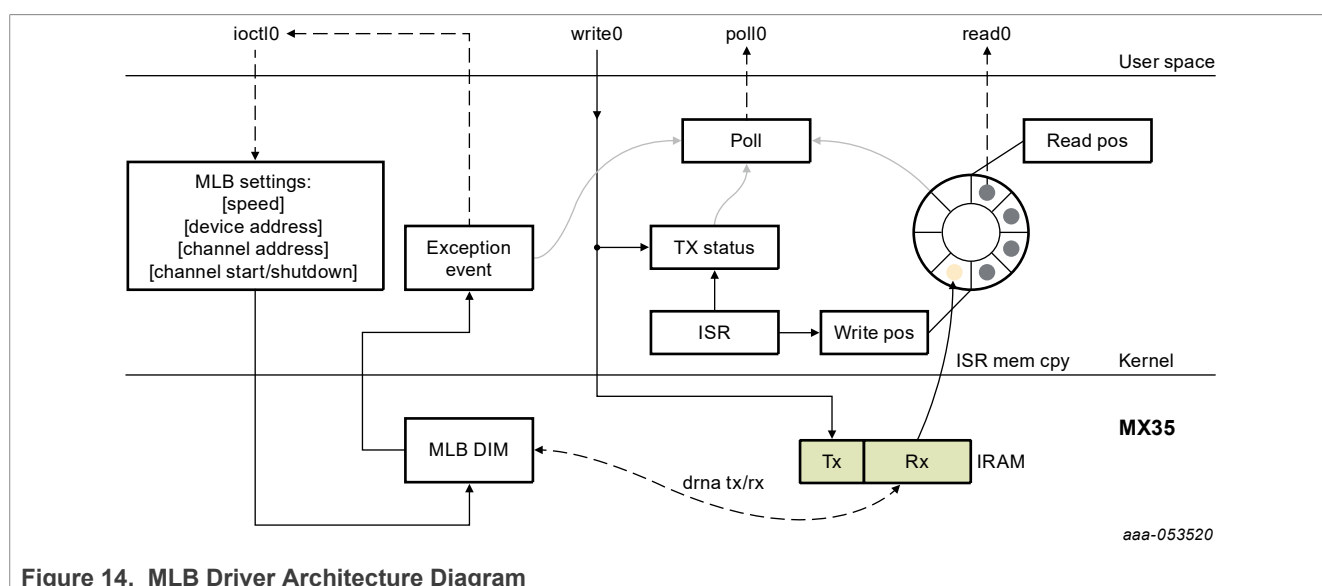 ioctl0
write0
poll0
read0
User space
Poll
Read pos
MLB settings:
[speed]
[device address]
[channel address]
[channel start/shutdown]
Exception
event
TX status
ISR
Write pos
ISR mem cpy
Kernel
MLB DIM
MX35
Tx
Rx
IRAM
drna tx/rx
aaa-053520
Figure 14. MLB Driver Architecture Diagram